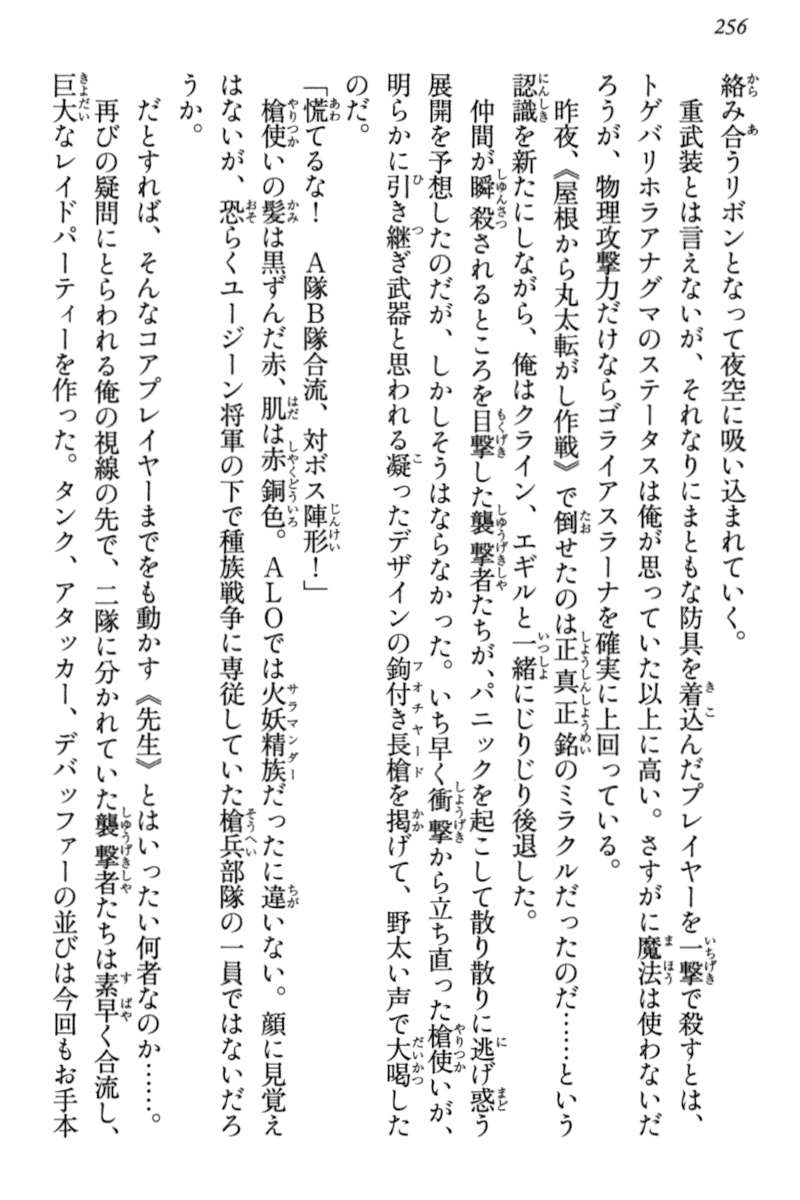 256
絡み合うリボンとなって夜空に吸い込まれていく。
　重武装とは言えないが、それなりにまともな防具を着込んだプレイヤーを一撃で殺すとは、
トゲバリホラアナグマのステータスは俺が思っていた以上に高い。さすがに魔法は使わないだ
ろうが、物理攻撃力だけならゴライアスラーナを確実に上回っている。
　昨夜、《屋根から丸太転がし作戦》で倒せたのは正真正銘のミラクルだったのだ……という
認識を新たにしながら、俺はクライン、エギルと一緒にじりじり後退した。
　仲間が瞬殺されるところを目撃した襲撃者たちが、パニックを起こして散り散りに逃げ惑う
展開を予想したのだが、しかしそうはならなかった。いち早く衝撃から立ち直った槍使いが、
明らかに引き継ぎ武器と思われる凝ったデザインの鉤付き長槍を掲げて、野太い声で大喝した
のだ。
「慌てるな！　Ａ隊Ｂ隊合流、対ボス陣形！」
　槍使いの髪は黒ずんだ赤、肌は赤銅色。ＡＬＯでは火妖精族だったに違いない。顔に見覚え
はないが、恐らくユージーン将軍の下で種族戦争に専従していた槍兵部隊の一員ではないだろ
うか。
　だとすれば、そんなコアプレイヤーまでをも動かす《先生》とはいったい何者なのか……。
　再びの疑問にとらわれる俺の視線の先で、二隊に分かれていた襲撃者たちは素早く合流し、
巨大なレイドパーティーを作った。タンク、アタッカー、デバッファーの並びは今回もお手本